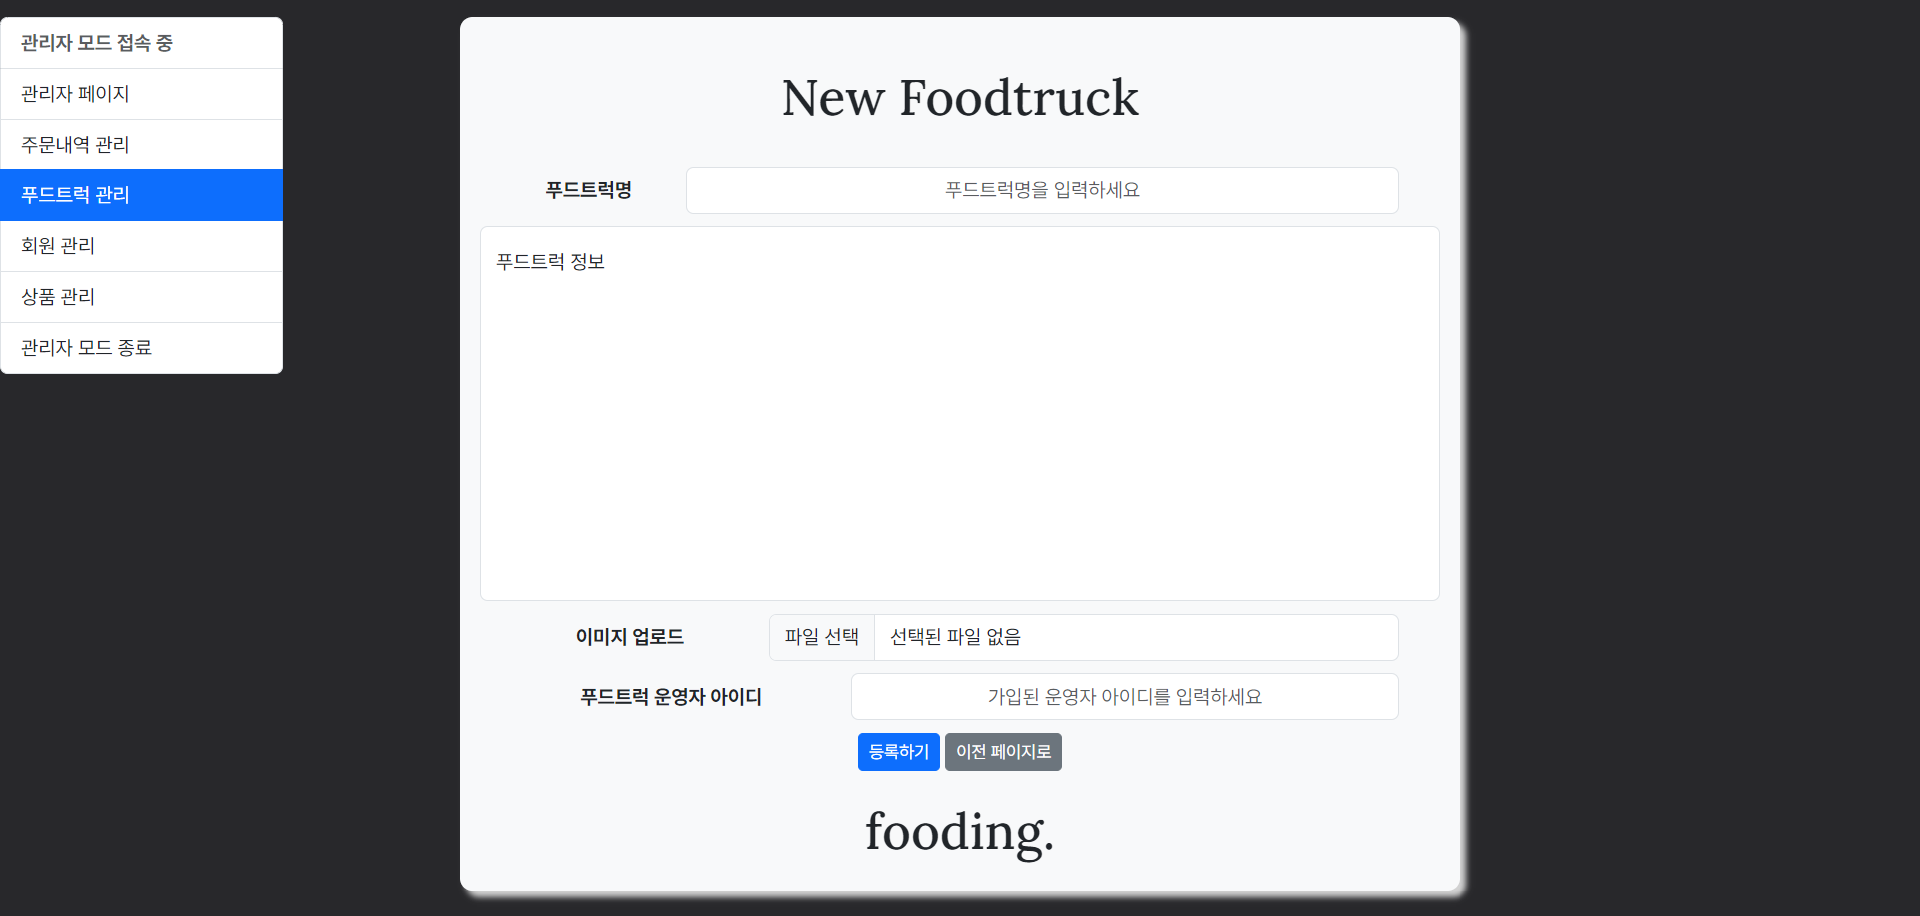 관리자 모드 접속 중
관리자 페이지
주문내역 관리
푸드트럭 관리
회원 관리
상품 관리
관리자 모드 종료
New Foodtruck
푸드트럭명 푸드트럭명을 입력하세요
푸드트럭 정보
이미지 업로드 파일 선택 선택된 파일 없음
푸드트럭 운영자 아이디 가입된 운영자 아이디를 입력하세요
등록하기 이전 페이지로
fooding.